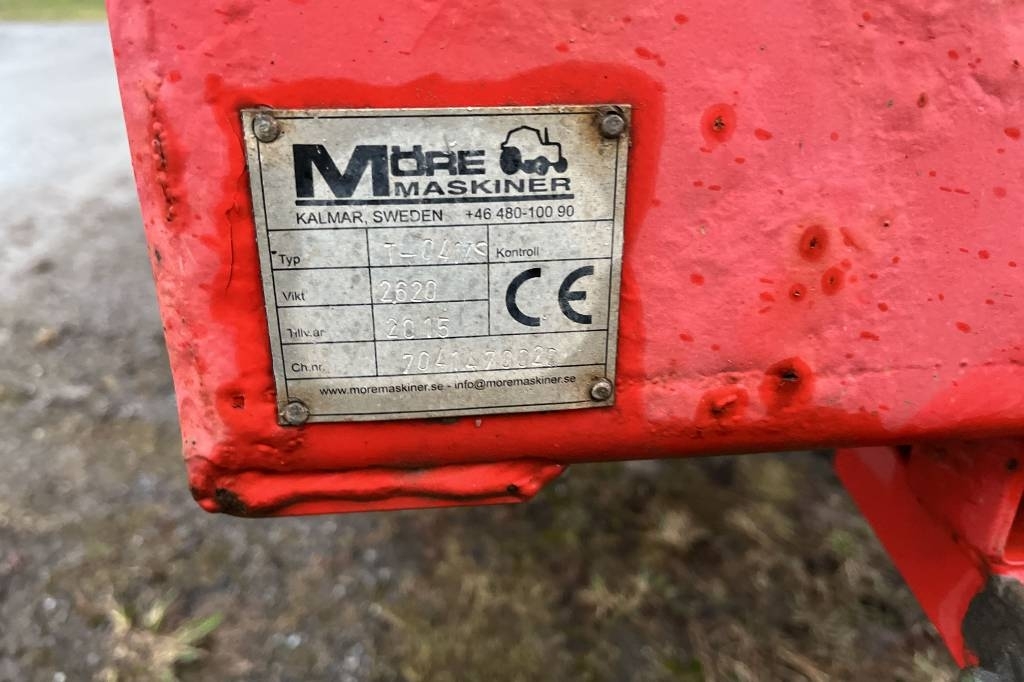 MÖRE
MASKINER
KALMAR, SWEDEN +46 480-100 90
Typ Kontroll
Vikt 2620 CE
Tillv.år 2015
Ch.nr.
www.moremaskiner.se - info@moremaskiner.se